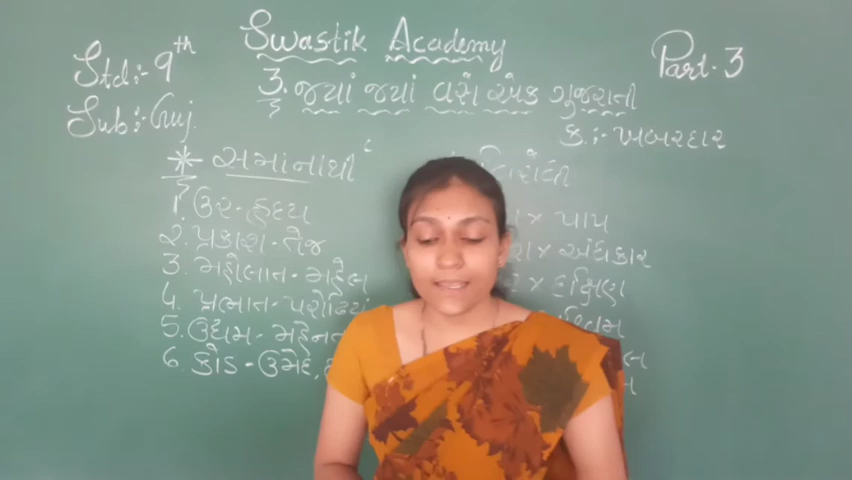 Swastik Academy
Std:- 9th
Part-3
3. જ્યાં જ્યાં વસે એક ગુજરાતી
Sub:- Guj.
ક.:- ખબરદાર
* સમાનાર્થી
1. ઉર - હૃદય
2. પ્રકાશ - તેજ
3. મહોલાત - મહેલ
4. પ્રભાત - પરોઢિયું
5. ઉદ્યમ - મહેનત
6. કોડ - ઉમેદ,
× પાપ
× અંધકાર
× દક્ષિણ